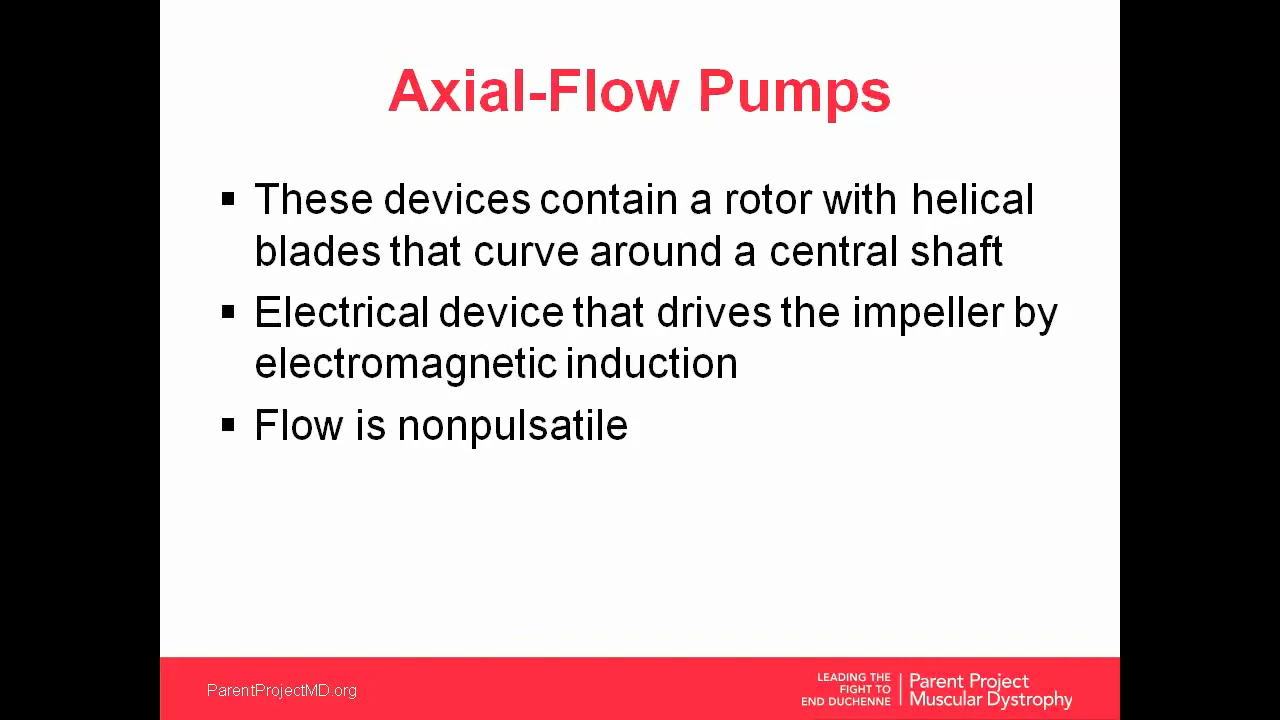 Axial-Flow Pumps
▪ These devices contain a rotor with helical
blades that curve around a central shaft
▪ Electrical device that drives the impeller by
electromagnetic induction
▪ Flow is nonpulsatile
ParentProjectMD.org
LEADING THE
FIGHT TO
END DUCHENNE
Parent Project
Muscular Dystrophy